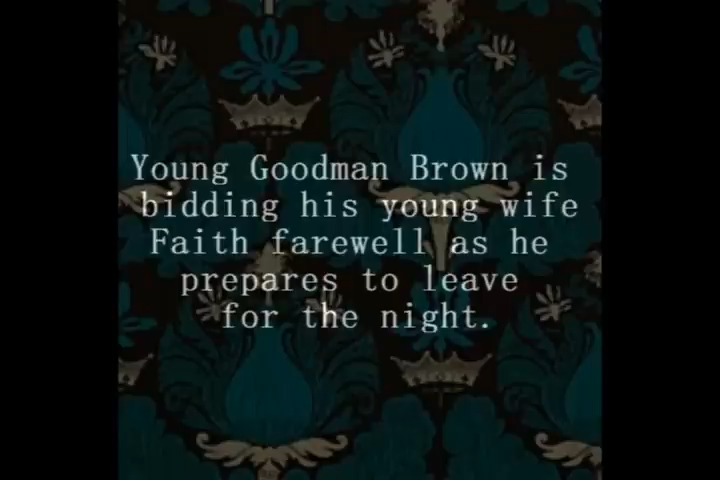 Young Goodman Brown is
bidding his young wife
Faith farewell as he
prepares to leave
for the night.